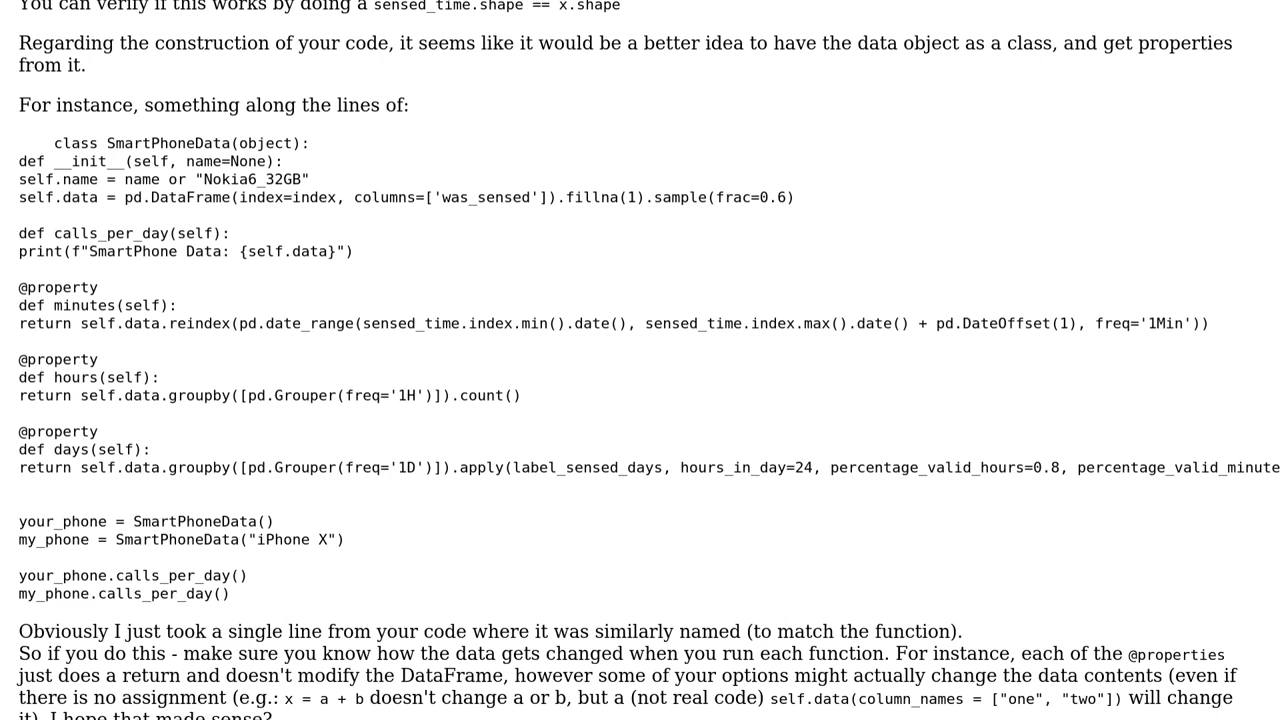 You can verify if this works by doing a sensed_time.shape == x.shape
Regarding the construction of your code, it seems like it would be a better idea to have the data object as a class, and get properties
from it.
For instance, something along the lines of:
class SmartPhoneData(object):
def __init__(self, name=None):
self.name = name or "Nokia6_32GB"
self.data = pd.DataFrame(index=index, columns=['was_sensed']).fillna(1).sample(frac=0.6)
def calls_per_day(self):
print(f"SmartPhone Data: {self.data}")
@property
def minutes(self):
return self.data.reindex(pd.date_range(sensed_time.index.min().date(), sensed_time.index.max().date() + pd.DateOffset(1), freq='1Min'))
@property
def hours(self):
return self.data.groupby([pd.Grouper(freq='1H')]).count()
@property
def days(self):
return self.data.groupby([pd.Grouper(freq='1D')]).apply(label_sensed_days, hours_in_day=24, percentage_valid_hours=0.8, percentage_valid_minute
your_phone = SmartPhoneData()
my_phone = SmartPhoneData("iPhone X")
your_phone.calls_per_day()
my_phone.calls_per_day()
Obviously I just took a single line from your code where it was similarly named (to match the function).
So if you do this - make sure you know how the data gets changed when you run each function. For instance, each of the @properties
just does a return and doesn't modify the DataFrame, however some of your options might actually change the data contents (even if
there is no assignment (e.g.: x = a + b doesn't change a or b, but a (not real code) self.data(column_names = ["one", "two"]) will change
it). I hope that made sense?